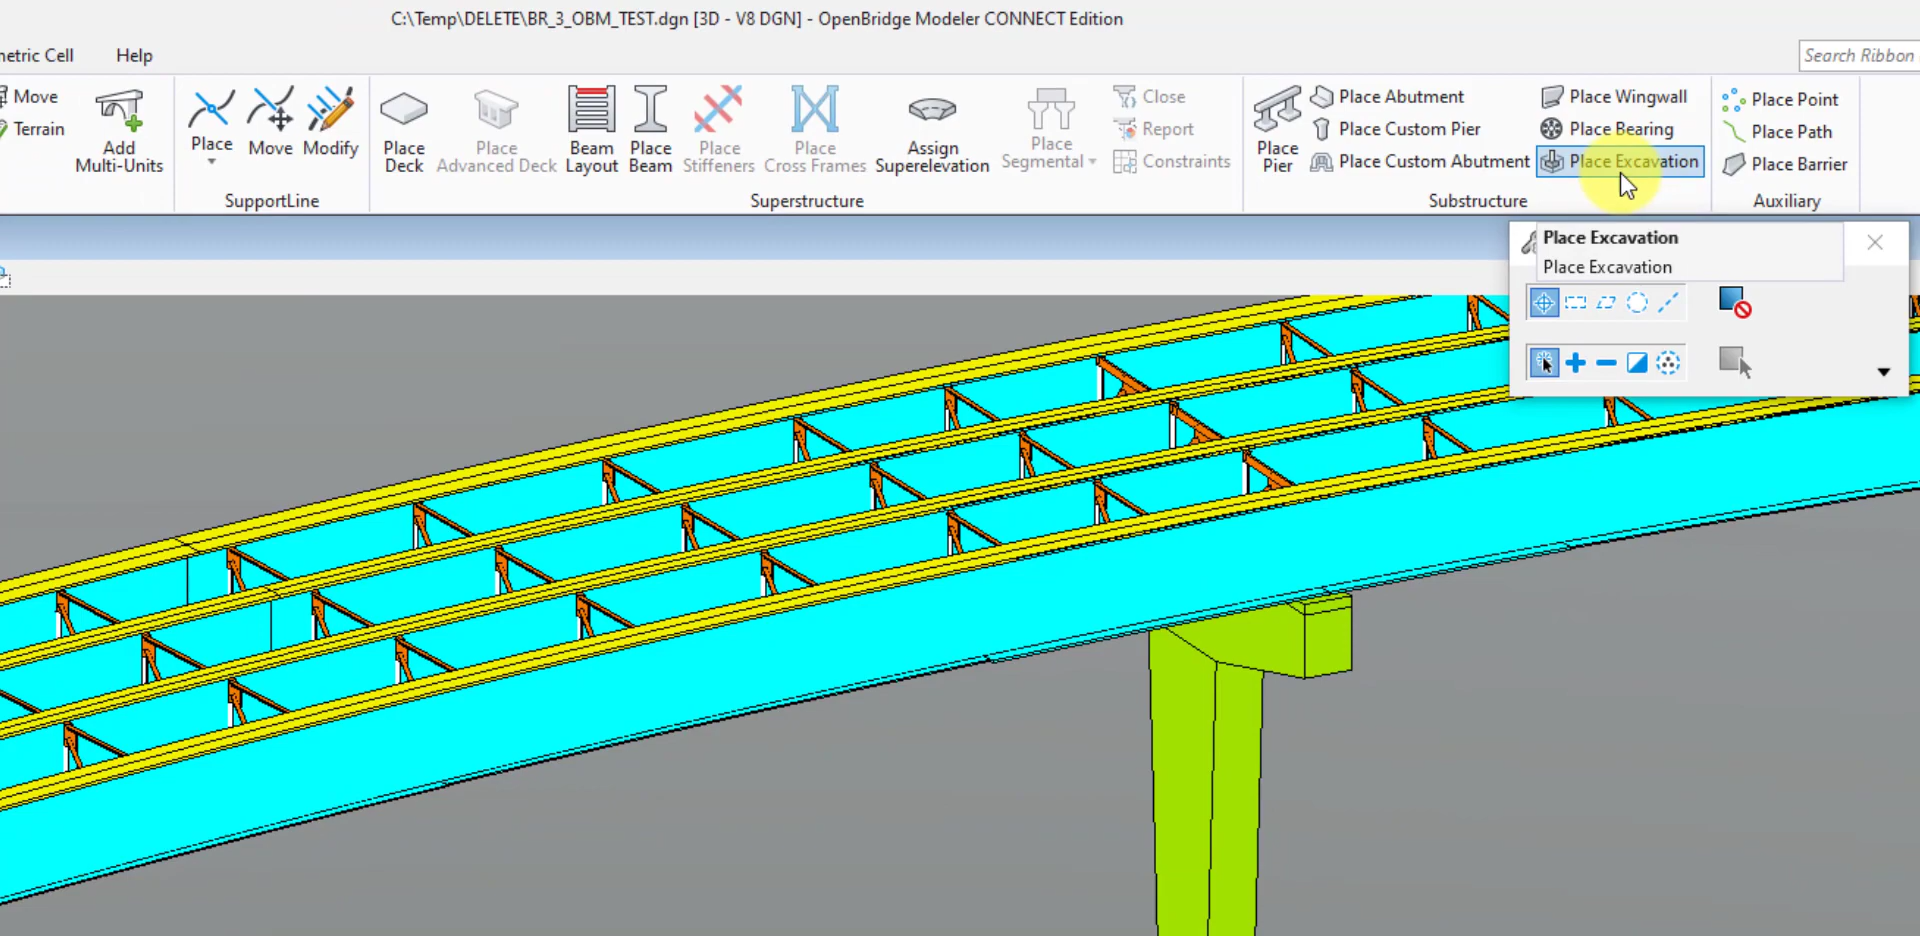 C:\Temp\DELETE\BR_3_OBM_TEST.dgn [3D - V8 DGN] - OpenBridge Modeler CONNECT Edition
Help
Search Ribbon
Move
Terrain
Add
Multi-Units
Place
Move
Modify
SupportLine
Place
Deck
Place
Advanced Deck
Beam
Layout
Place
Beam
Place
Stiffeners
Place
Cross Frames
Assign
Superelevation
Place
Segmental
Close
Report
Constraints
Superstructure
Place
Pier
Place Abutment
Place Custom Pier
Place Custom Abutment
Place Wingwall
Place Bearing
Place Excavation
Substructure
Place Point
Place Path
Place Barrier
Auxiliary
Place Excavation
Place Excavation